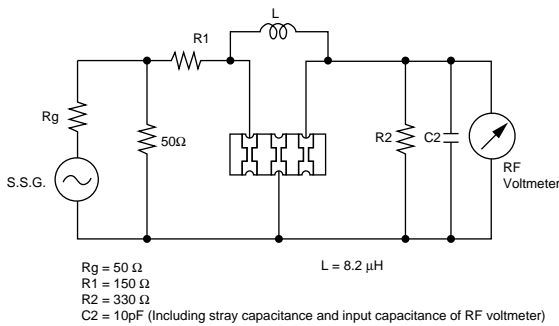 L
R1
Rg
50Ω
R2
C2
S.S.G.
RF
Voltmeter
Rg = 50 Ω
L = 8.2 μH
R1 = 150 Ω
R2 = 330 Ω
C2 = 10pF (Including stray capacitance and input capacitance of RF voltmeter)